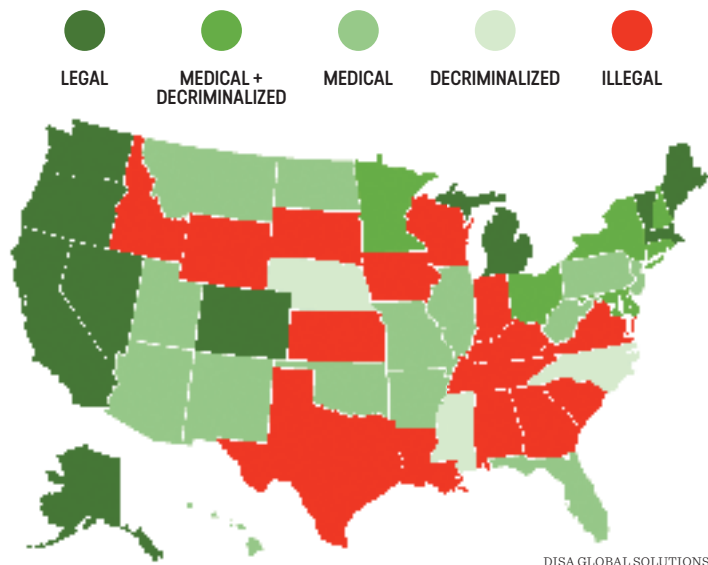 LEGAL
MEDICAL +
DECRIMINALIZED
MEDICAL
DECRIMINALIZED
ILLEGAL
DISA GLOBAL SOLUTIONS